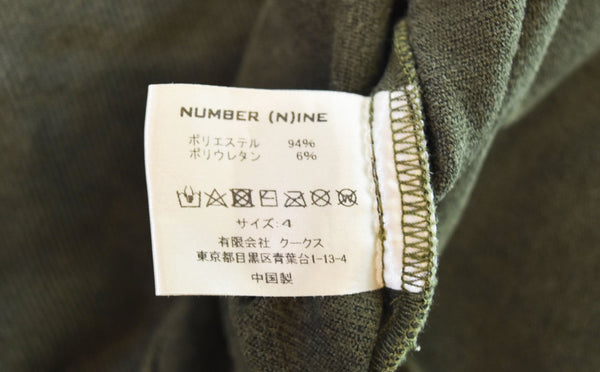 NUMBER (N)INE
ポリエステル 94%
ポリウレタン 6%
サイズ:4
有限会社 クークス
東京都目黒区青葉台1-13-4
中国製